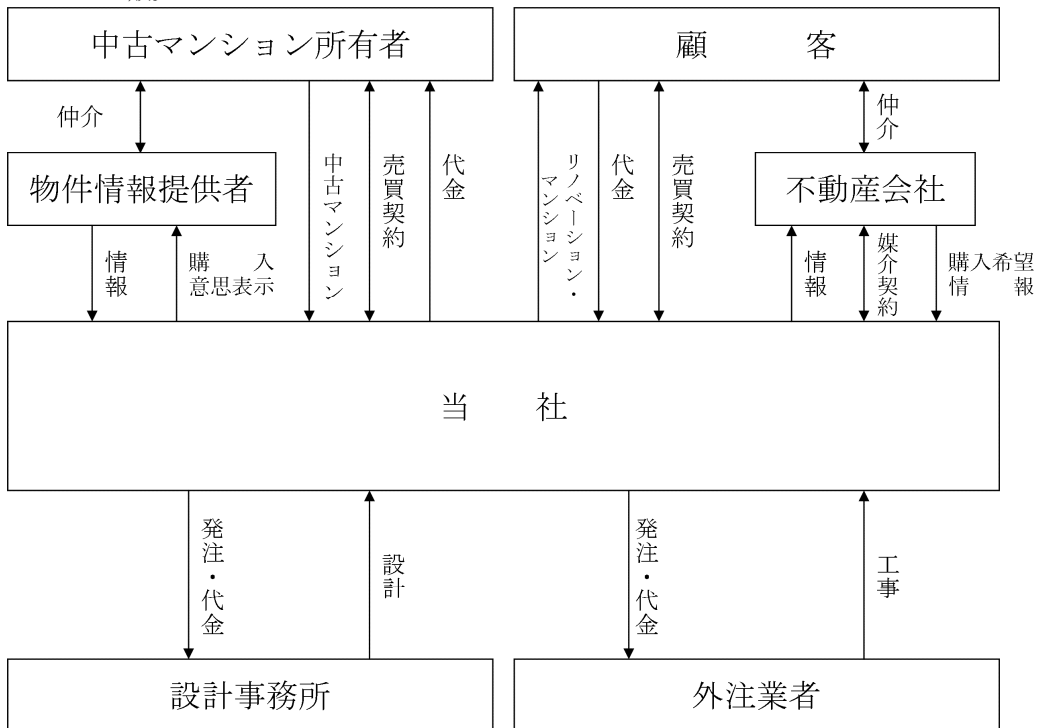 中古マンション所有者
顧客
仲介
仲介
物件情報提供者
不動産会社
中古マンション
売買契約
代金
リノベーション・
マンション
代金
売買契約
情報
購入
意思表示
情報
媒介契約
購入希望
情報
当社
発注・代金
設計
発注・代金
工事
設計事務所
外注業者